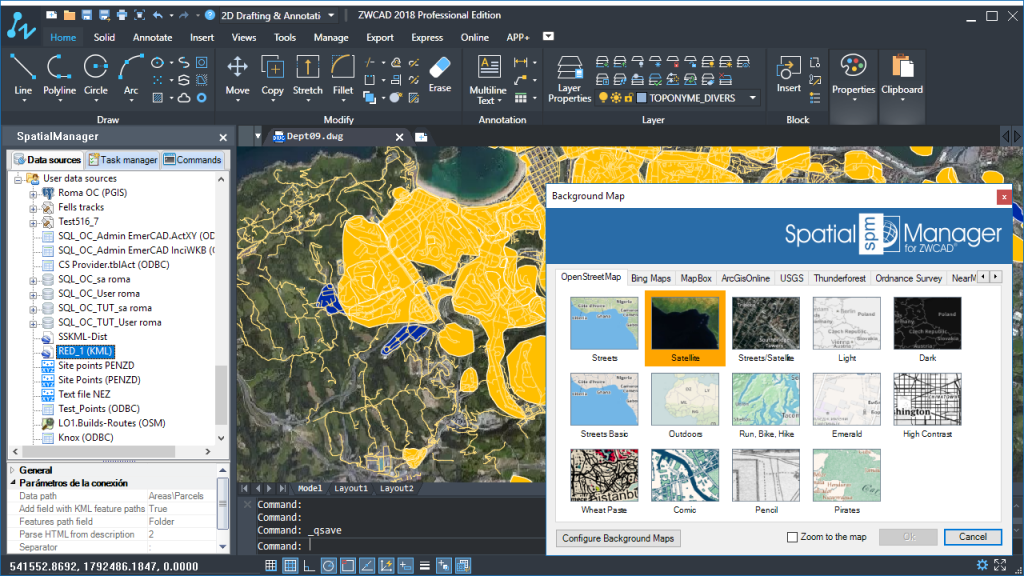 2D Drafting & Annotati
ZWCAD 2018 Professional Edition
Home Solid Annotate Insert Views Tools Manage Export Express Online APP+
Line Polyline Circle Arc
Move Copy Stretch Fillet Erase
Multiline Text
Layer Properties
TOPONYME_DIVERS
Insert
Properties
Clipboard
Draw Modify Annotation Layer Block
SpatialManager
Dept09.dwg
Data sources Task manager Commands
User data sources
Roma OC (PGIS)
Fells tracks
Test516_7
SQL_OC_Admin EmerCAD.ActXY (OD
SQL_OC_Admin EmerCAD InciWKB (
CS Provider.tblAct (ODBC)
SQL_OC_sa roma
SQL_OC_User roma
SQL_OC_TUT_sa roma
SQL_OC_TUT_User roma
SSKML-Dist
RED_1 (KML)
Site points PENZD
Site Points (PENZD)
Text file NEZ
Test_Points (ODBC)
LO1.Builds-Routes (OSM)
Knox (ODBC)
General
Parámetros de la conexión
Data path Areas\Parcels
Add field with KML feature paths True
Features path field Folder
Parse HTML from description 2
Separator :
Model Layout1 Layout2
Command:
Command:
Command: _qsave
Command:
541552.8692, 1792486.1847, 0.0000
Background Map
Spatial spm Manager
for ZWCAD
OpenStreetMap Bing Maps MapBox ArcGisOnline USGS Thunderforest Ordnance Survey NearM
Streets Satellite Streets/Satellite Light Dark
Streets Basic Outdoors Run, Bike, Hike Emerald High Contrast
Wheat Paste Comic Pencil Pirates
Configure Background Maps
Zoom to the map
Ok
Cancel